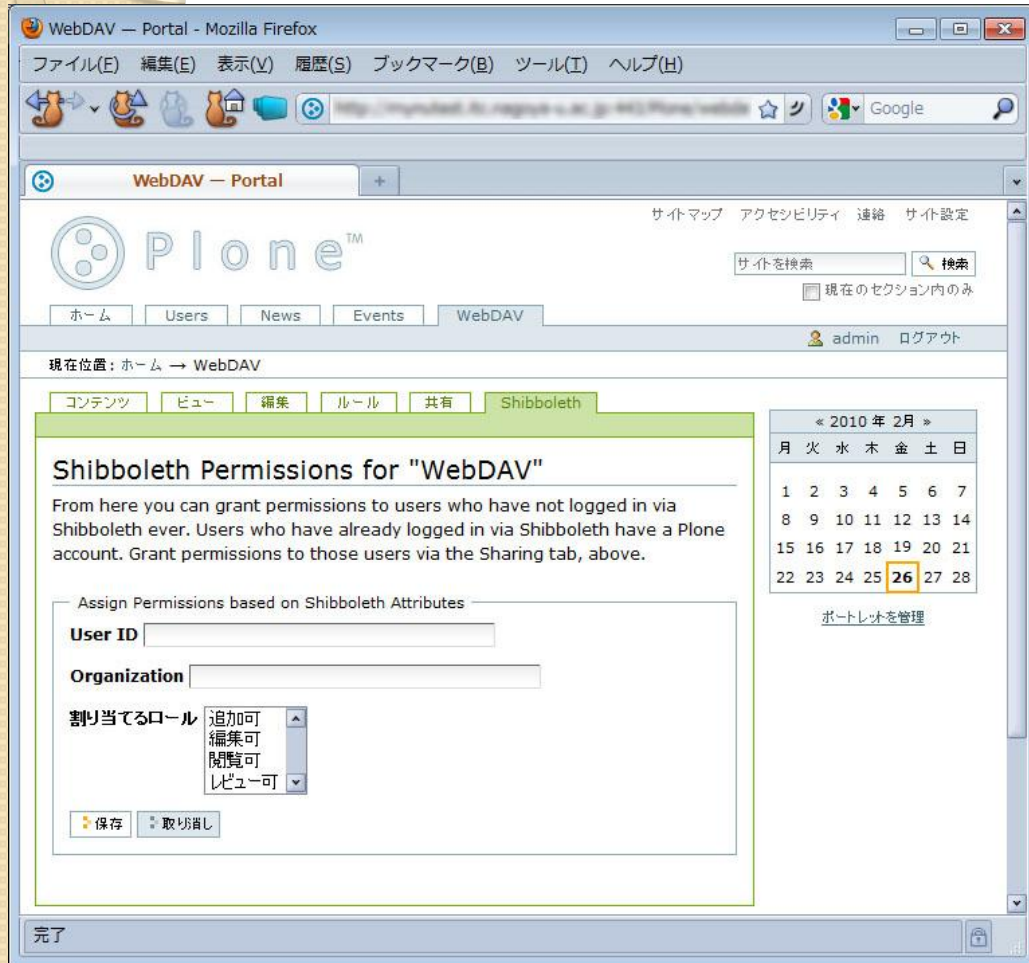 WebDAV — Portal - Mozilla Firefox
ファイル(F) 編集(E) 表示(V) 履歴(S) ブックマーク(B) ツール(T) ヘルプ(H)
Google
WebDAV — Portal
サイトマップ アクセシビリティ 連絡 サイト設定
Plone™
サイトを検索 検索
現在のセクション内のみ
ホーム Users News Events WebDAV
admin ログアウト
現在位置: ホーム → WebDAV
コンテンツ ビュー 編集 ルール 共有 Shibboleth
« 2010 年 2月 »
月 火 水 木 金 土 日
1 2 3 4 5 6 7
8 9 10 11 12 13 14
15 16 17 18 19 20 21
22 23 24 25 26 27 28
ポートレットを管理
Shibboleth Permissions for "WebDAV"
From here you can grant permissions to users who have not logged in via
Shibboleth ever. Users who have already logged in via Shibboleth have a Plone
account. Grant permissions to those users via the Sharing tab, above.
Assign Permissions based on Shibboleth Attributes
User ID
Organization
割り当てるロール
追加可
編集可
閲覧可
レビュー可
保存 取り消し
完了